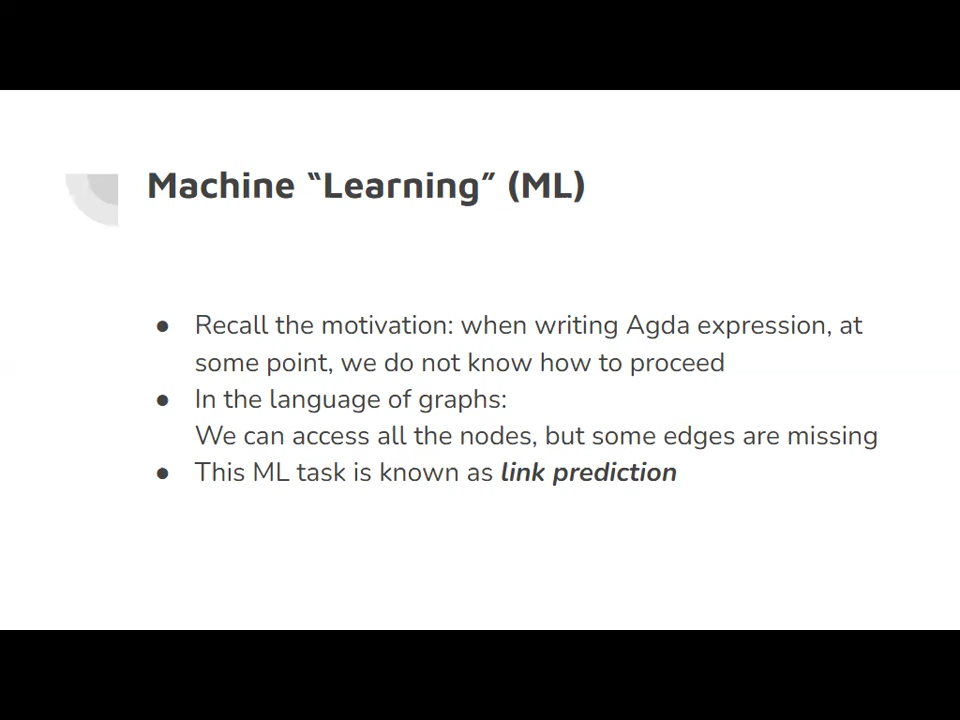 Machine “Learning” (ML)
● Recall the motivation: when writing Agda expression, at
some point, we do not know how to proceed
● In the language of graphs:
We can access all the nodes, but some edges are missing
● This ML task is known as link prediction